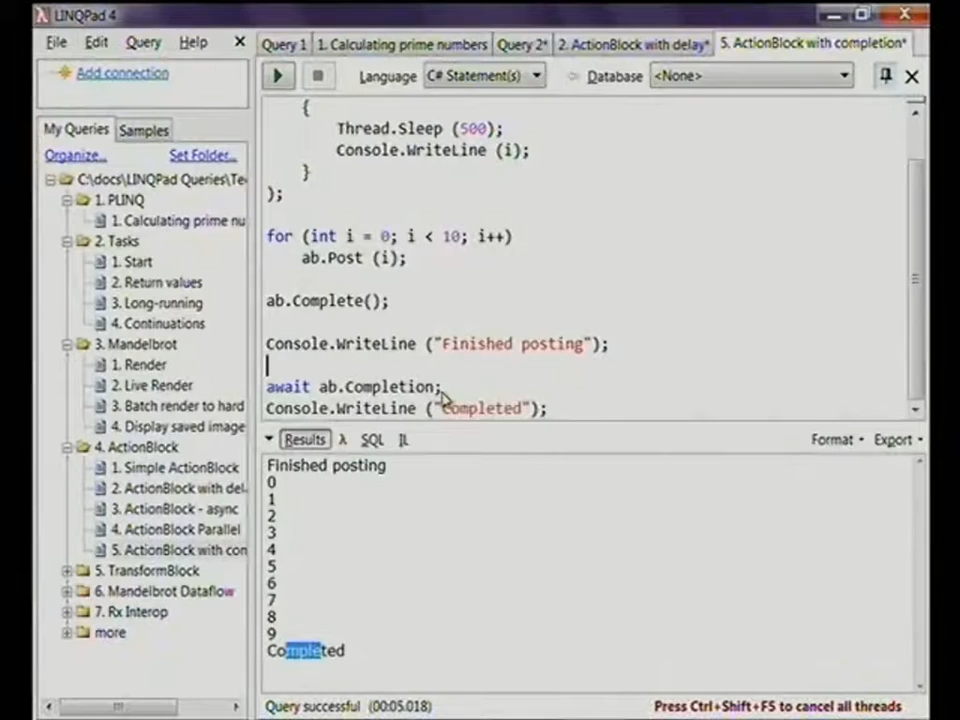 LINQPad 4
File Edit Query Help
Add connection
My Queries Samples
Organize... Set Folder...
C:\docs\LINQPad Queries\Te
1. PLINQ
1. Calculating prime nu
2. Tasks
1. Start
2. Return values
3. Long-running
4. Continuations
3. Mandelbrot
1. Render
2. Live Render
3. Batch render to hard
4. Display saved image
4. ActionBlock
1. Simple ActionBlock
2. ActionBlock with del
3. ActionBlock - async
4. ActionBlock Parallel
5. ActionBlock with con
5. TransformBlock
6. Mandelbrot Dataflow
7. Rx Interop
more
Query 1 1. Calculating prime numbers Query 2* 2. ActionBlock with delay* 5. ActionBlock with completion*
Language C# Statement(s) Database <None>
{
Thread.Sleep (500);
Console.WriteLine (i);
}
);
for (int i = 0; i < 10; i++)
ab.Post (i);
ab.Complete();
Console.WriteLine ("Finished posting");
await ab.Completion;
Console.WriteLine ("Completed");
Results λ SQL IL Format Export
Finished posting
0
1
2
3
4
5
6
7
8
9
Completed
Query successful (00:05.018) Press Ctrl+Shift+F5 to cancel all threads